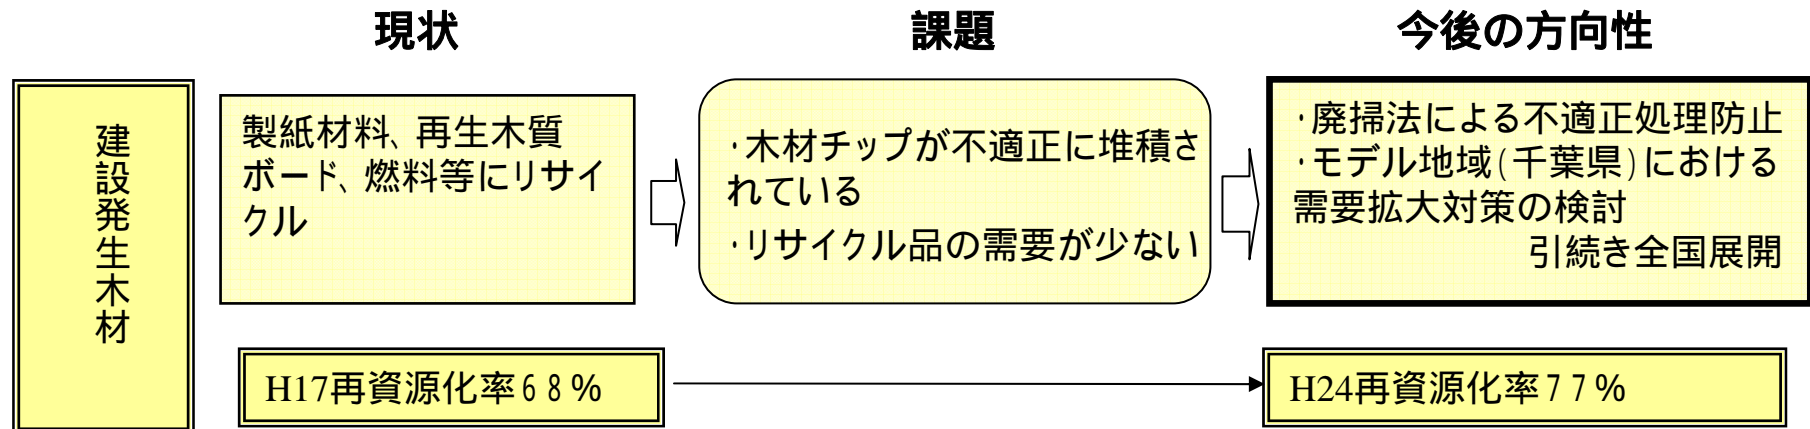 現状
課題
今後の方向性
建設発生木材
製紙材料、再生木質
ボード、燃料等にリサイ
クル
・木材チップが不適正に堆積さ
れている
・リサイクル品の需要が少ない
・廃掃法による不適正処理防止
・モデル地域(千葉県)における
需要拡大対策の検討
引続き全国展開
H17再資源化率68%
H24再資源化率77%